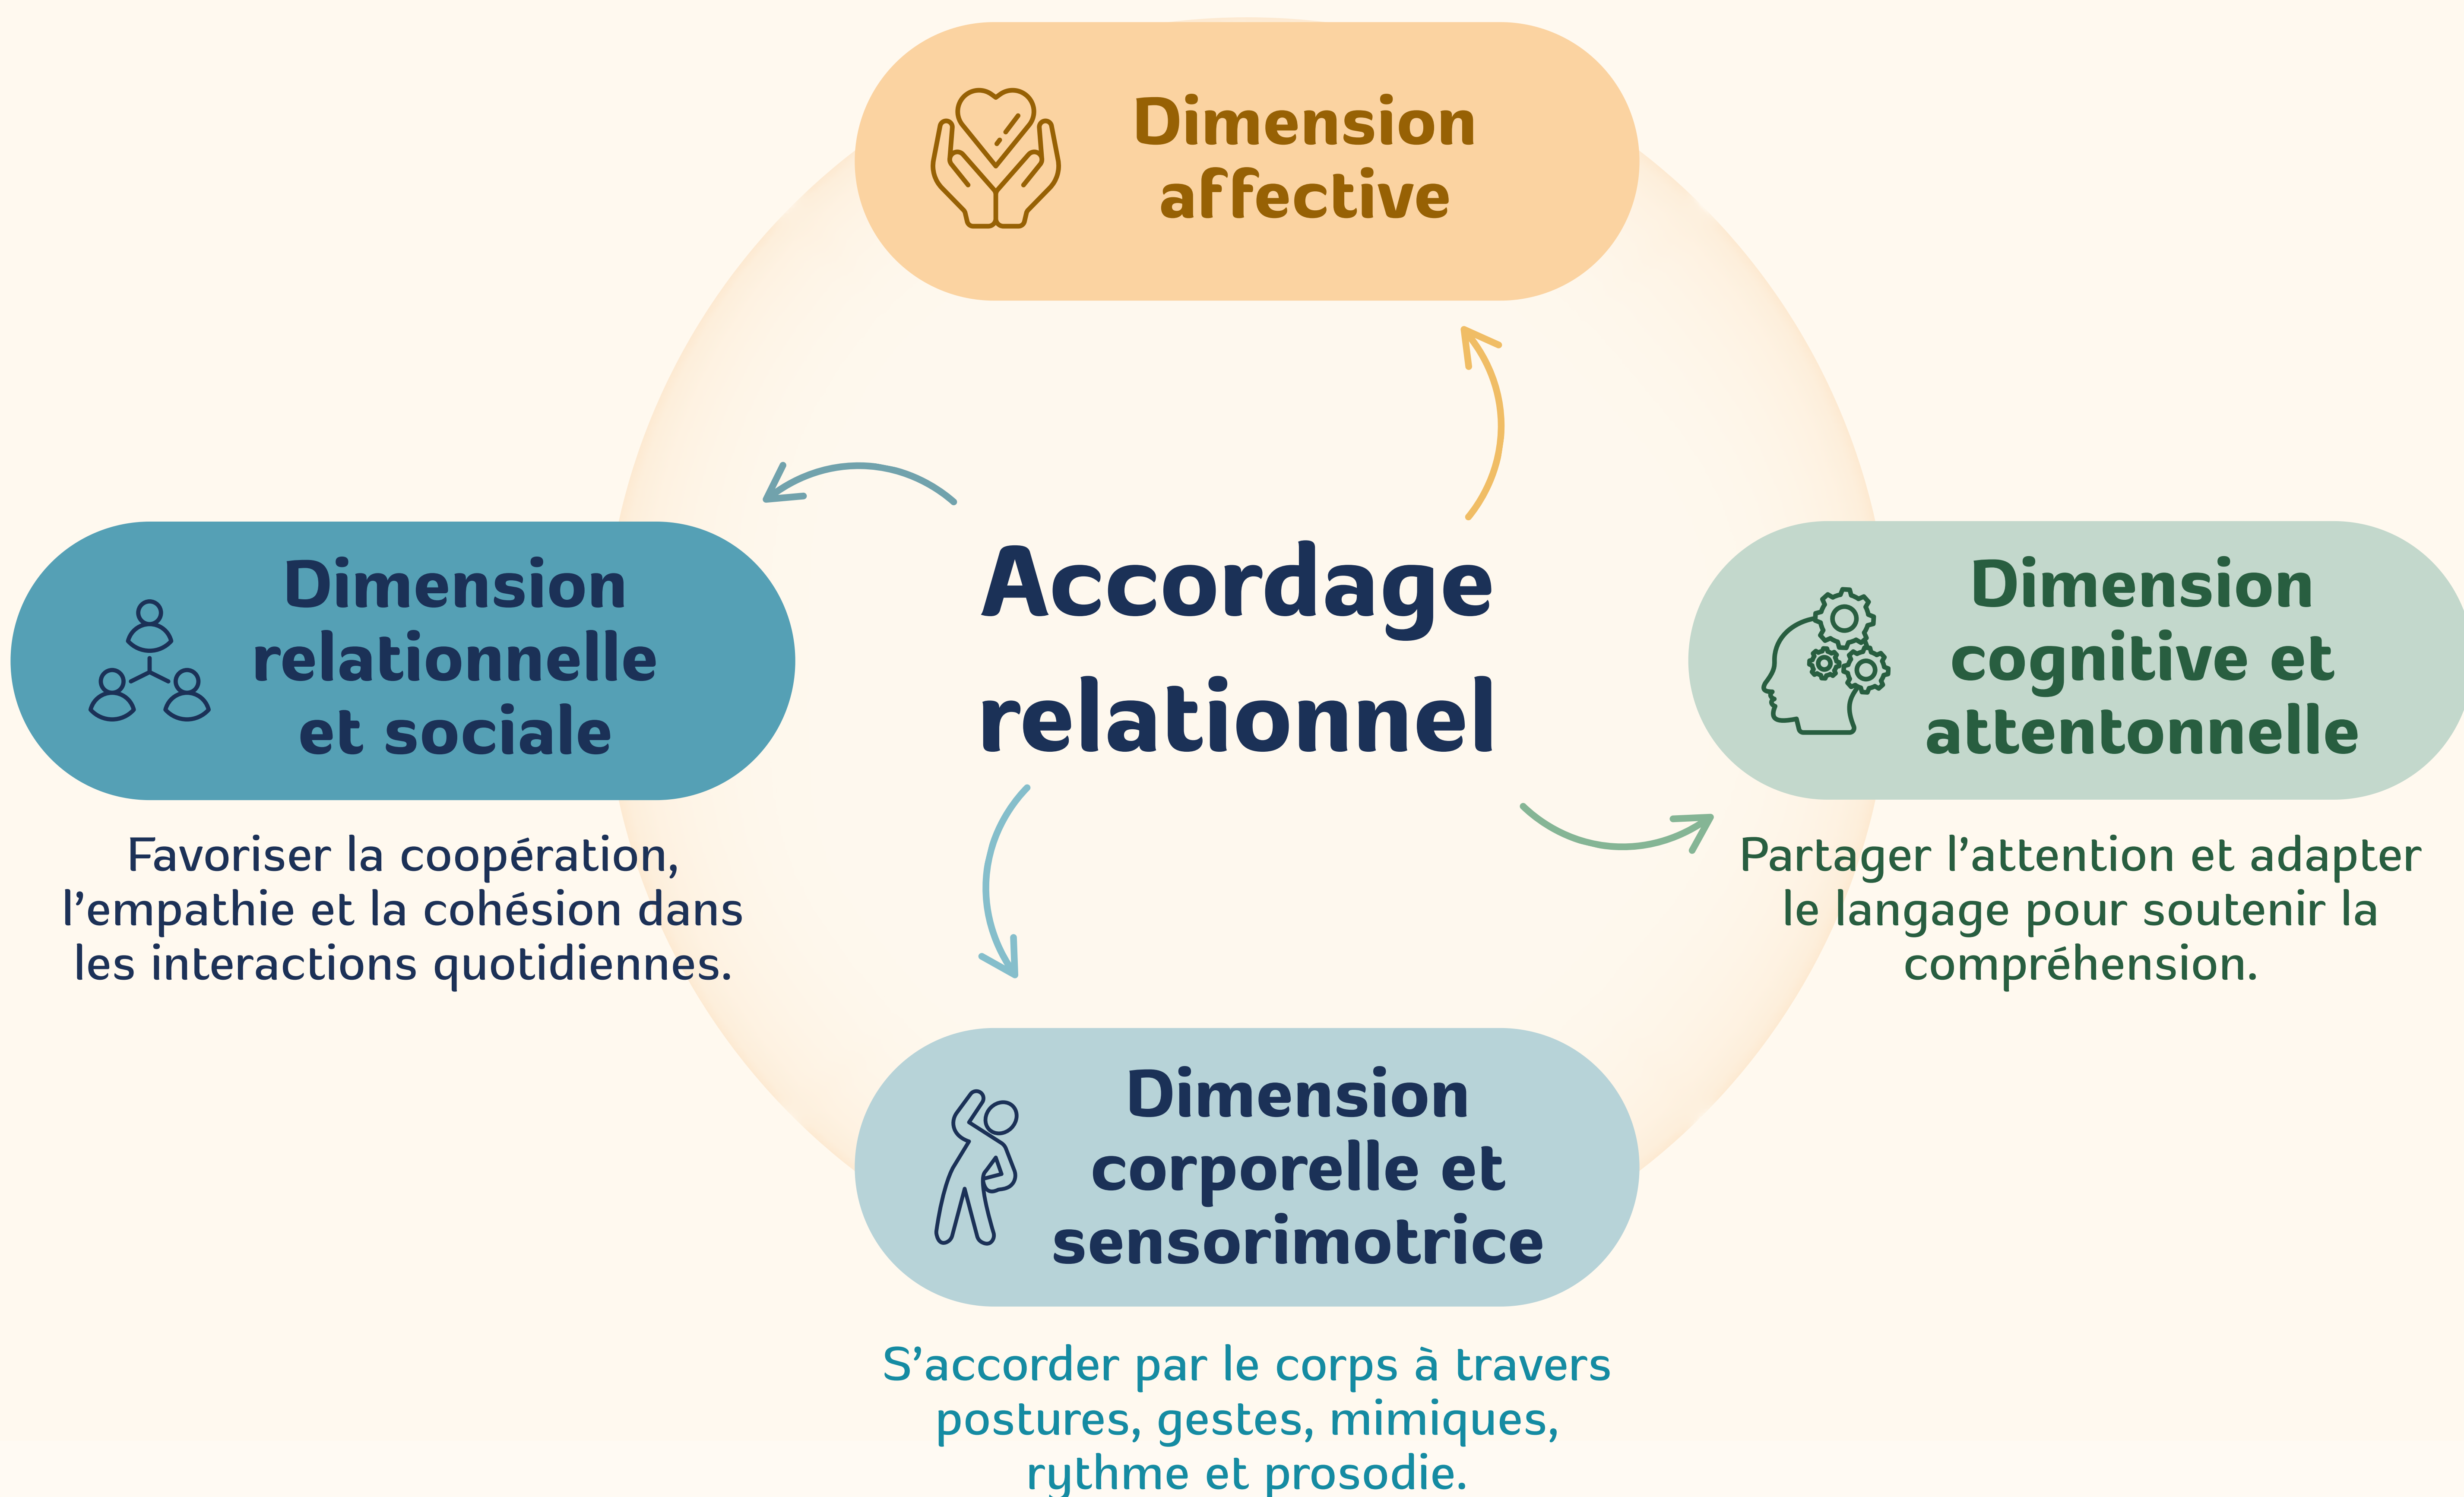 Dimension
affective
Accordage
relationnel
Dimension
relationnelle
et sociale
Favoriser la coopération,
l’empathie et la cohésion dans
les interactions quotidiennes.
Dimension
cognitive et
attentonnelle
Partager l’attention et adapter
le langage pour soutenir la
compréhension.
Dimension
corporelle et
sensorimotrice
S’accorder par le corps à travers
postures, gestes, mimiques,
rythme et prosodie.